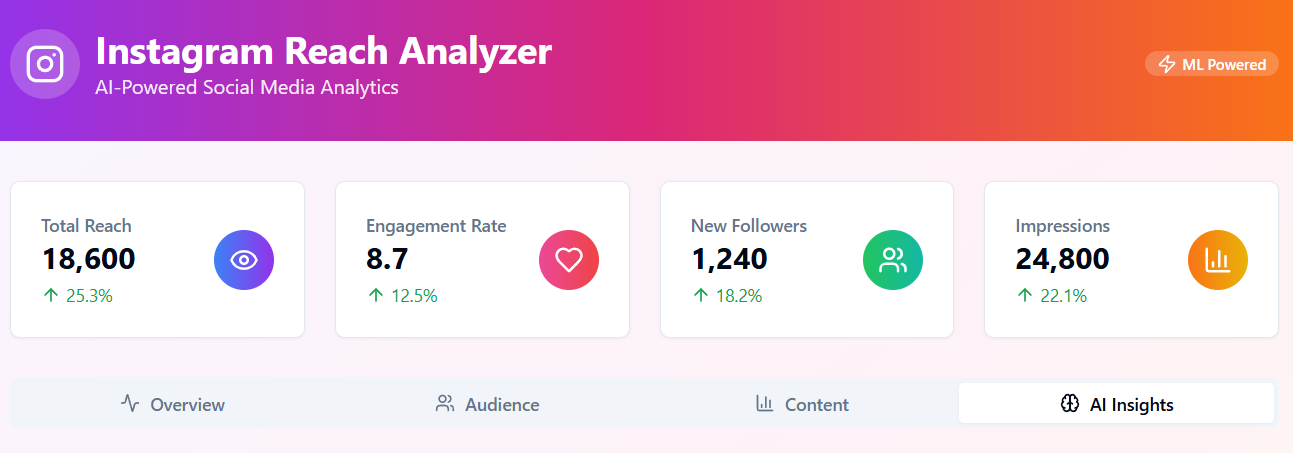 Instagram Reach Analyzer
AI-Powered Social Media Analytics
ML Powered
Total Reach
18,600
25.3%
Engagement Rate
8.7
12.5%
New Followers
1,240
18.2%
Impressions
24,800
22.1%
Overview
Audience
Content
AI Insights